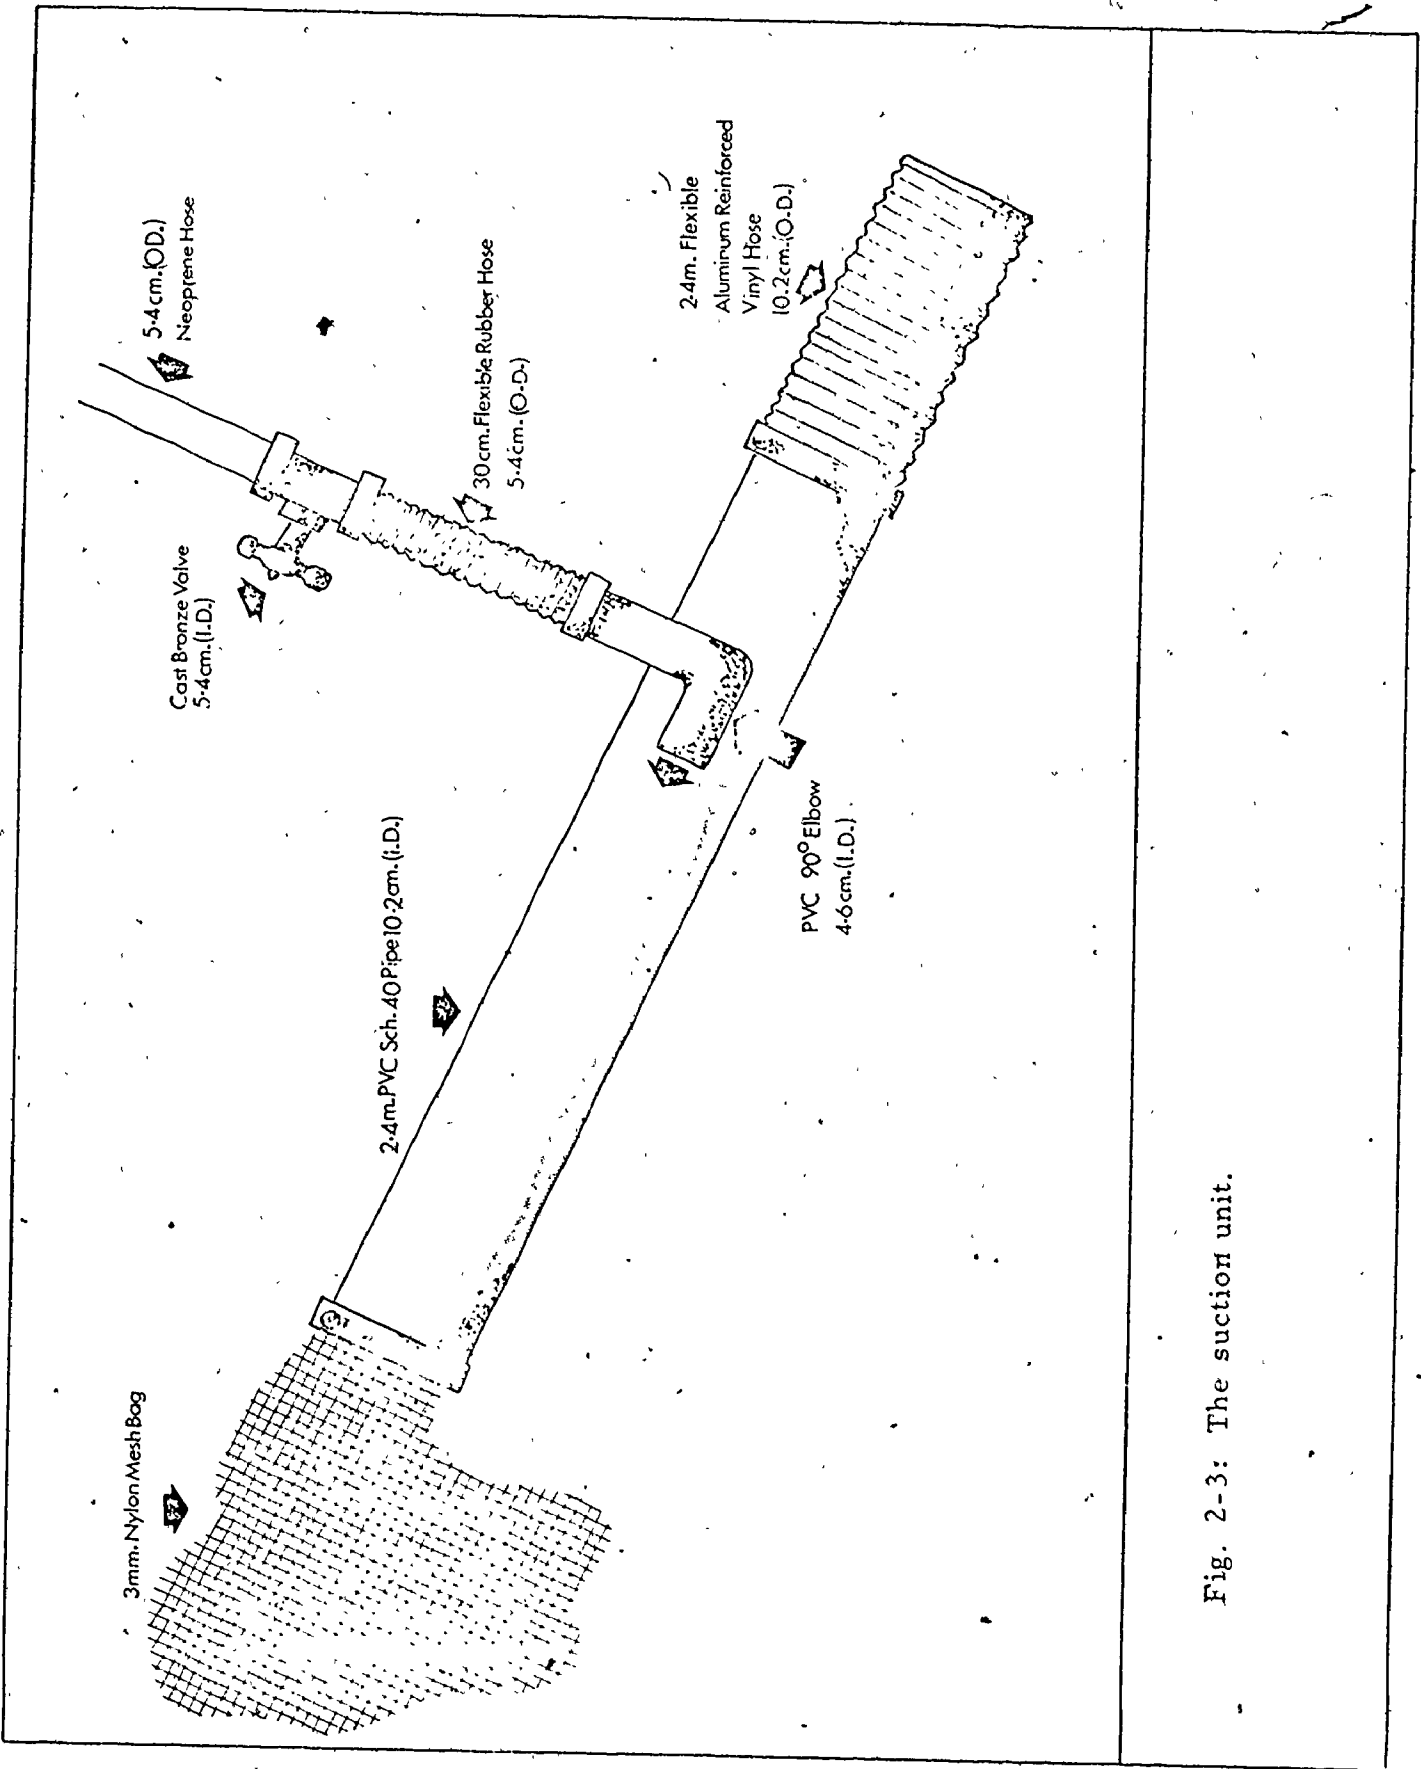 3mm. Nylon Mesh Bag
2·4m. PVC Sch. 40 Pipe 10·2cm. (I.D.)
Cast Bronze Valve
5·4cm. (I.D.)
5·4cm. (O.D.)
Neoprene Hose
30cm. Flexible Rubber Hose
5·4cm. (O.D.)
2·4m. Flexible
Aluminum Reinforced
Vinyl Hose
10.2cm. (O.D.)
PVC 90° Elbow
4·6cm. (I.D.)
Fig. 2-3: The suction unit.